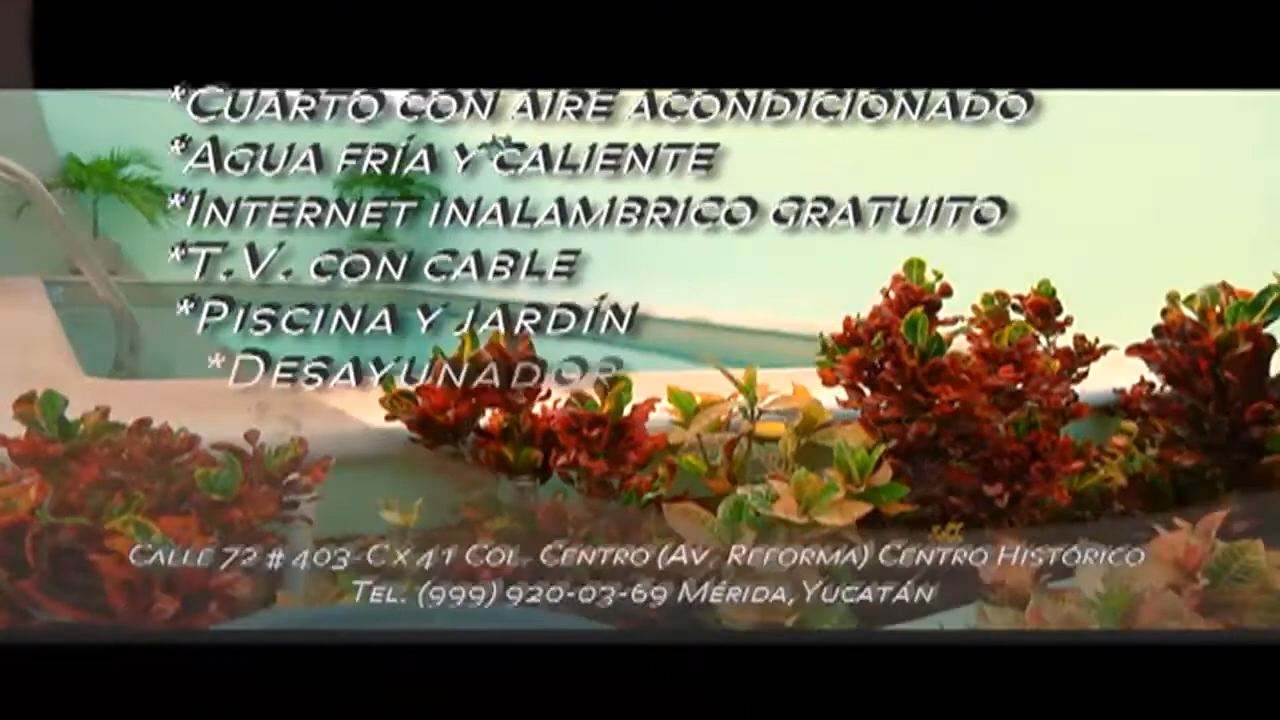 *Cuarto con aire acondicionado
*Agua fría y caliente
*Internet inalambrico gratuito
*T.V. con cable
*Piscina y jardín
*Desayunador
Calle 72 # 403-C x 41 Col. Centro (Av. Reforma) Centro Histórico
Tel. (999) 920-03-69 Mérida, Yucatán